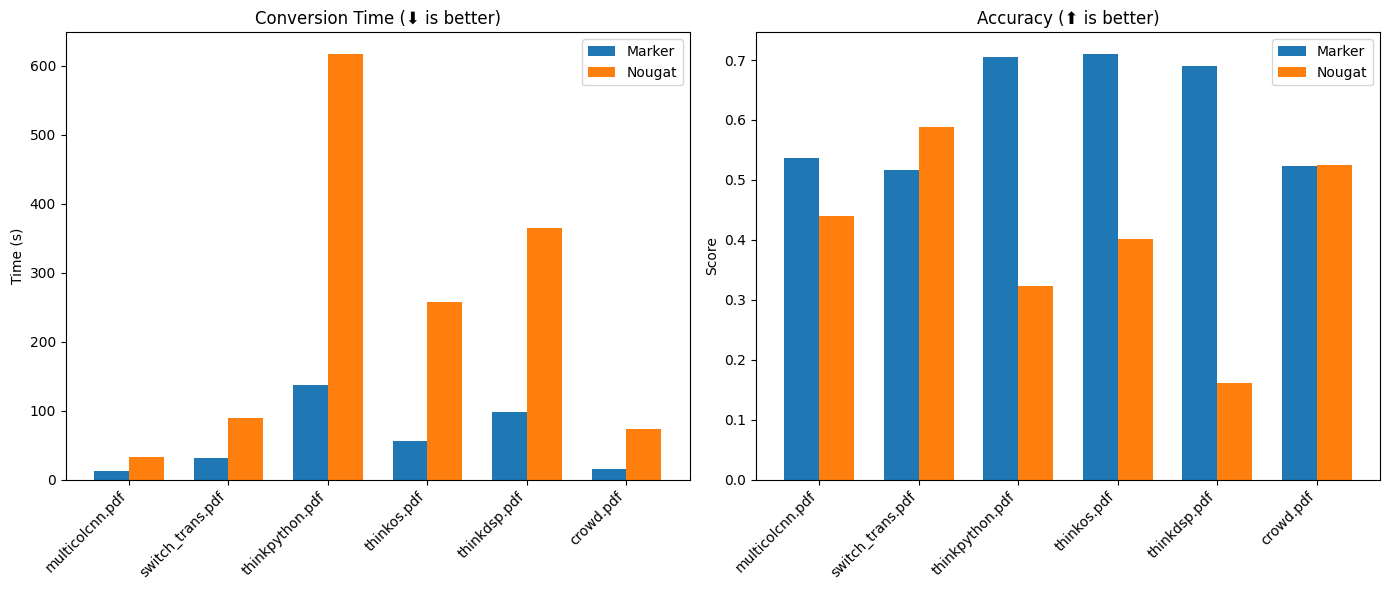 Conversion Time (⬇ is better)
Marker
Nougat
Time (s)
600
500
400
300
200
100
0
multicolcnn.pdf
switch_trans.pdf
thinkpython.pdf
thinkos.pdf
thinkdsp.pdf
crowd.pdf
Accuracy (⬆ is better)
Marker
Nougat
Score
0.7
0.6
0.5
0.4
0.3
0.2
0.1
0.0
multicolcnn.pdf
switch_trans.pdf
thinkpython.pdf
thinkos.pdf
thinkdsp.pdf
crowd.pdf